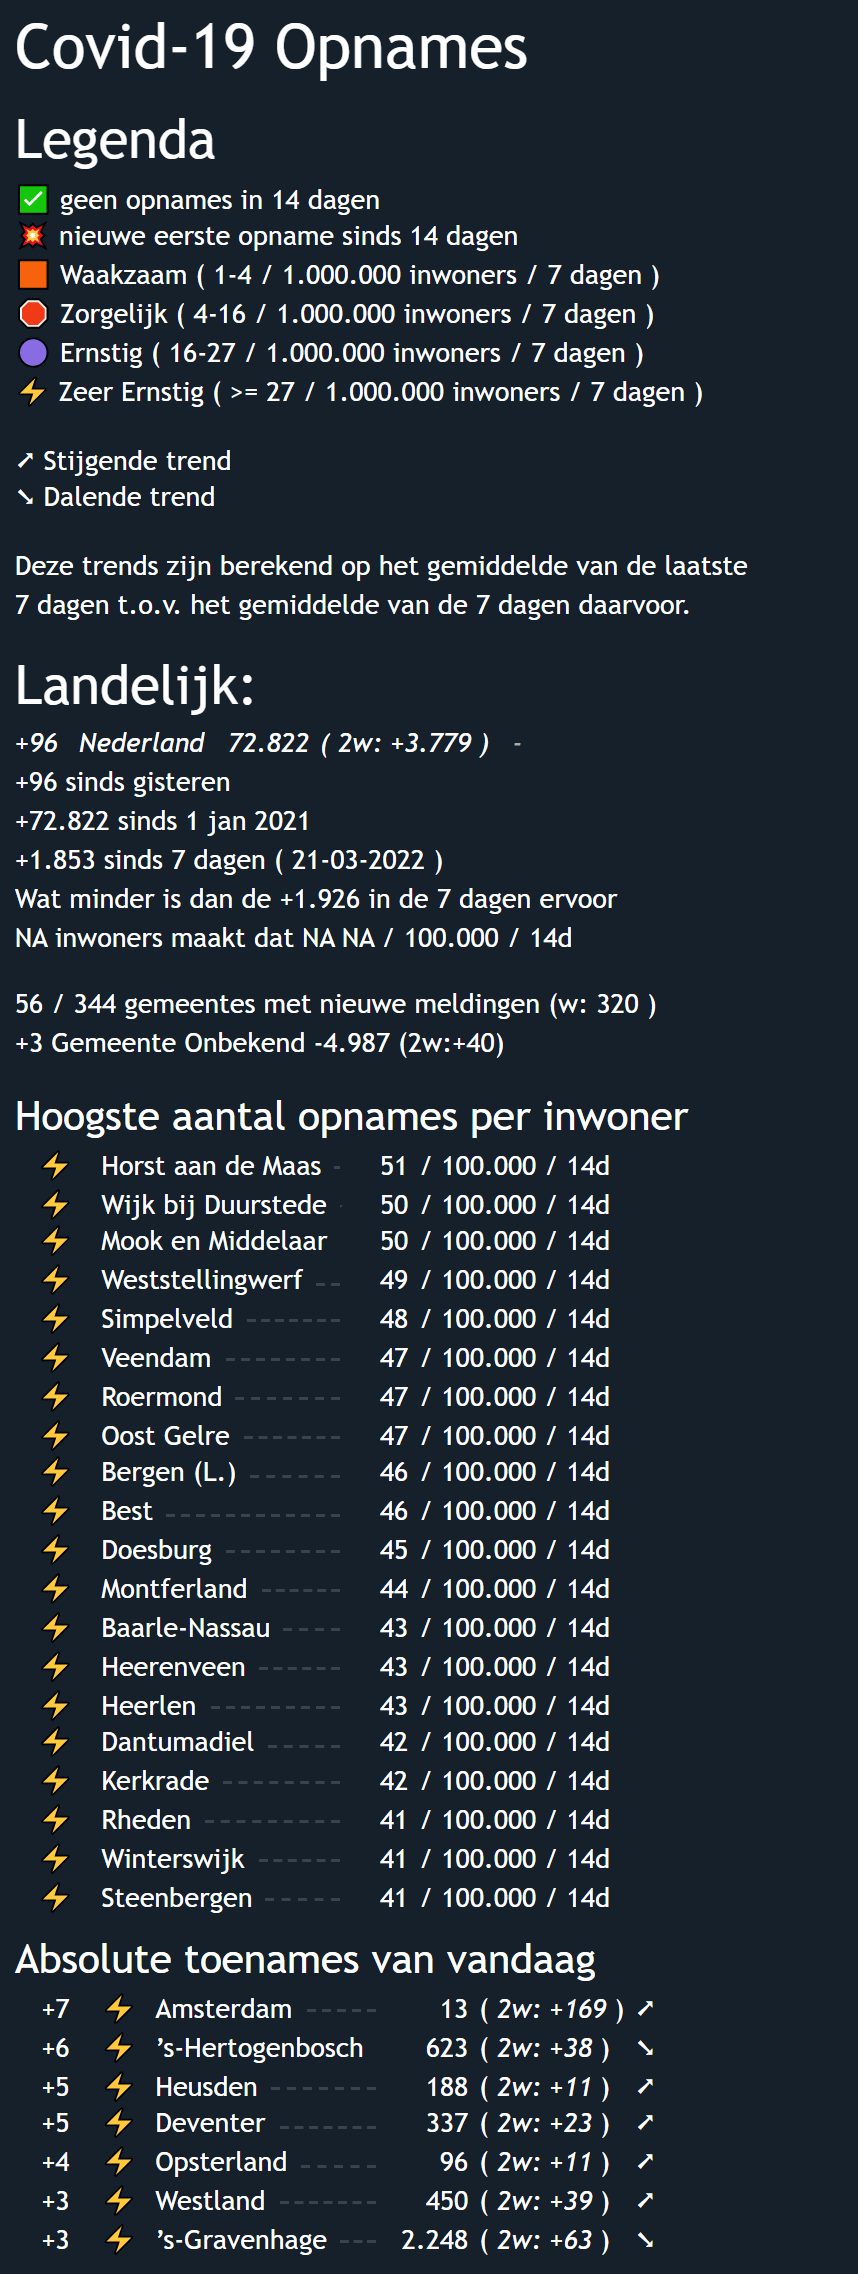 Covid-19 Opnames
Legenda
✅ geen opnames in 14 dagen
💥 nieuwe eerste opname sinds 14 dagen
🟧 Waakzaam ( 1-4 / 1.000.000 inwoners / 7 dagen )
🛑 Zorgelijk ( 4-16 / 1.000.000 inwoners / 7 dagen )
🟣 Ernstig ( 16-27 / 1.000.000 inwoners / 7 dagen )
⚡ Zeer Ernstig ( >= 27 / 1.000.000 inwoners / 7 dagen )
➚ Stijgende trend
➘ Dalende trend
Deze trends zijn berekend op het gemiddelde van de laatste
7 dagen t.o.v. het gemiddelde van de 7 dagen daarvoor.
Landelijk:
+96 Nederland 72.822 ( 2w: +3.779 ) -
+96 sinds gisteren
+72.822 sinds 1 jan 2021
+1.853 sinds 7 dagen ( 21-03-2022 )
Wat minder is dan de +1.926 in de 7 dagen ervoor
NA inwoners maakt dat NA NA / 100.000 / 14d
56 / 344 gemeentes met nieuwe meldingen (w: 320 )
+3 Gemeente Onbekend -4.987 (2w:+40)
Hoogste aantal opnames per inwoner
⚡ Horst aan de Maas - 51 / 100.000 / 14d
⚡ Wijk bij Duurstede 50 / 100.000 / 14d
⚡ Mook en Middelaar 50 / 100.000 / 14d
⚡ Weststellingwerf -- 49 / 100.000 / 14d
⚡ Simpelveld ------- 48 / 100.000 / 14d
⚡ Veendam -------- 47 / 100.000 / 14d
⚡ Roermond ------- 47 / 100.000 / 14d
⚡ Oost Gelre ------- 47 / 100.000 / 14d
⚡ Bergen (L.) ------ 46 / 100.000 / 14d
⚡ Best ------------ 46 / 100.000 / 14d
⚡ Doesburg -------- 45 / 100.000 / 14d
⚡ Montferland ------ 44 / 100.000 / 14d
⚡ Baarle-Nassau ---- 43 / 100.000 / 14d
⚡ Heerenveen ------ 43 / 100.000 / 14d
⚡ Heerlen --------- 43 / 100.000 / 14d
⚡ Dantumadiel ----- 42 / 100.000 / 14d
⚡ Kerkrade -------- 42 / 100.000 / 14d
⚡ Rheden --------- 41 / 100.000 / 14d
⚡ Winterswijk ------ 41 / 100.000 / 14d
⚡ Steenbergen ----- 41 / 100.000 / 14d
Absolute toenames van vandaag
+7 ⚡ Amsterdam ----- 13 ( 2w: +169 ) ➚
+6 ⚡ ’s-Hertogenbosch 623 ( 2w: +38 ) ➘
+5 ⚡ Heusden ------- 188 ( 2w: +11 ) ➚
+5 ⚡ Deventer ------- 337 ( 2w: +23 ) ➚
+4 ⚡ Opsterland ----- 96 ( 2w: +11 ) ➚
+3 ⚡ Westland ------- 450 ( 2w: +39 ) ➚
+3 ⚡ ’s-Gravenhage --- 2.248 ( 2w: +63 ) ➘